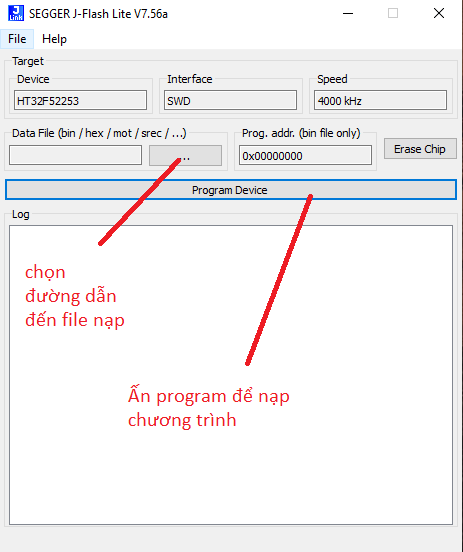 SEGGER J-Flash Lite V7.56a
File Help
Target
Device Interface Speed
HT32F52253 SWD 4000 kHz
Data File (bin / hex / mot / srec / ...) Prog. addr. (bin file only)
... 0x00000000 Erase Chip
Program Device
Log
chọn
đường dẫn
đến file nạp
Ấn program để nạp
chương trình